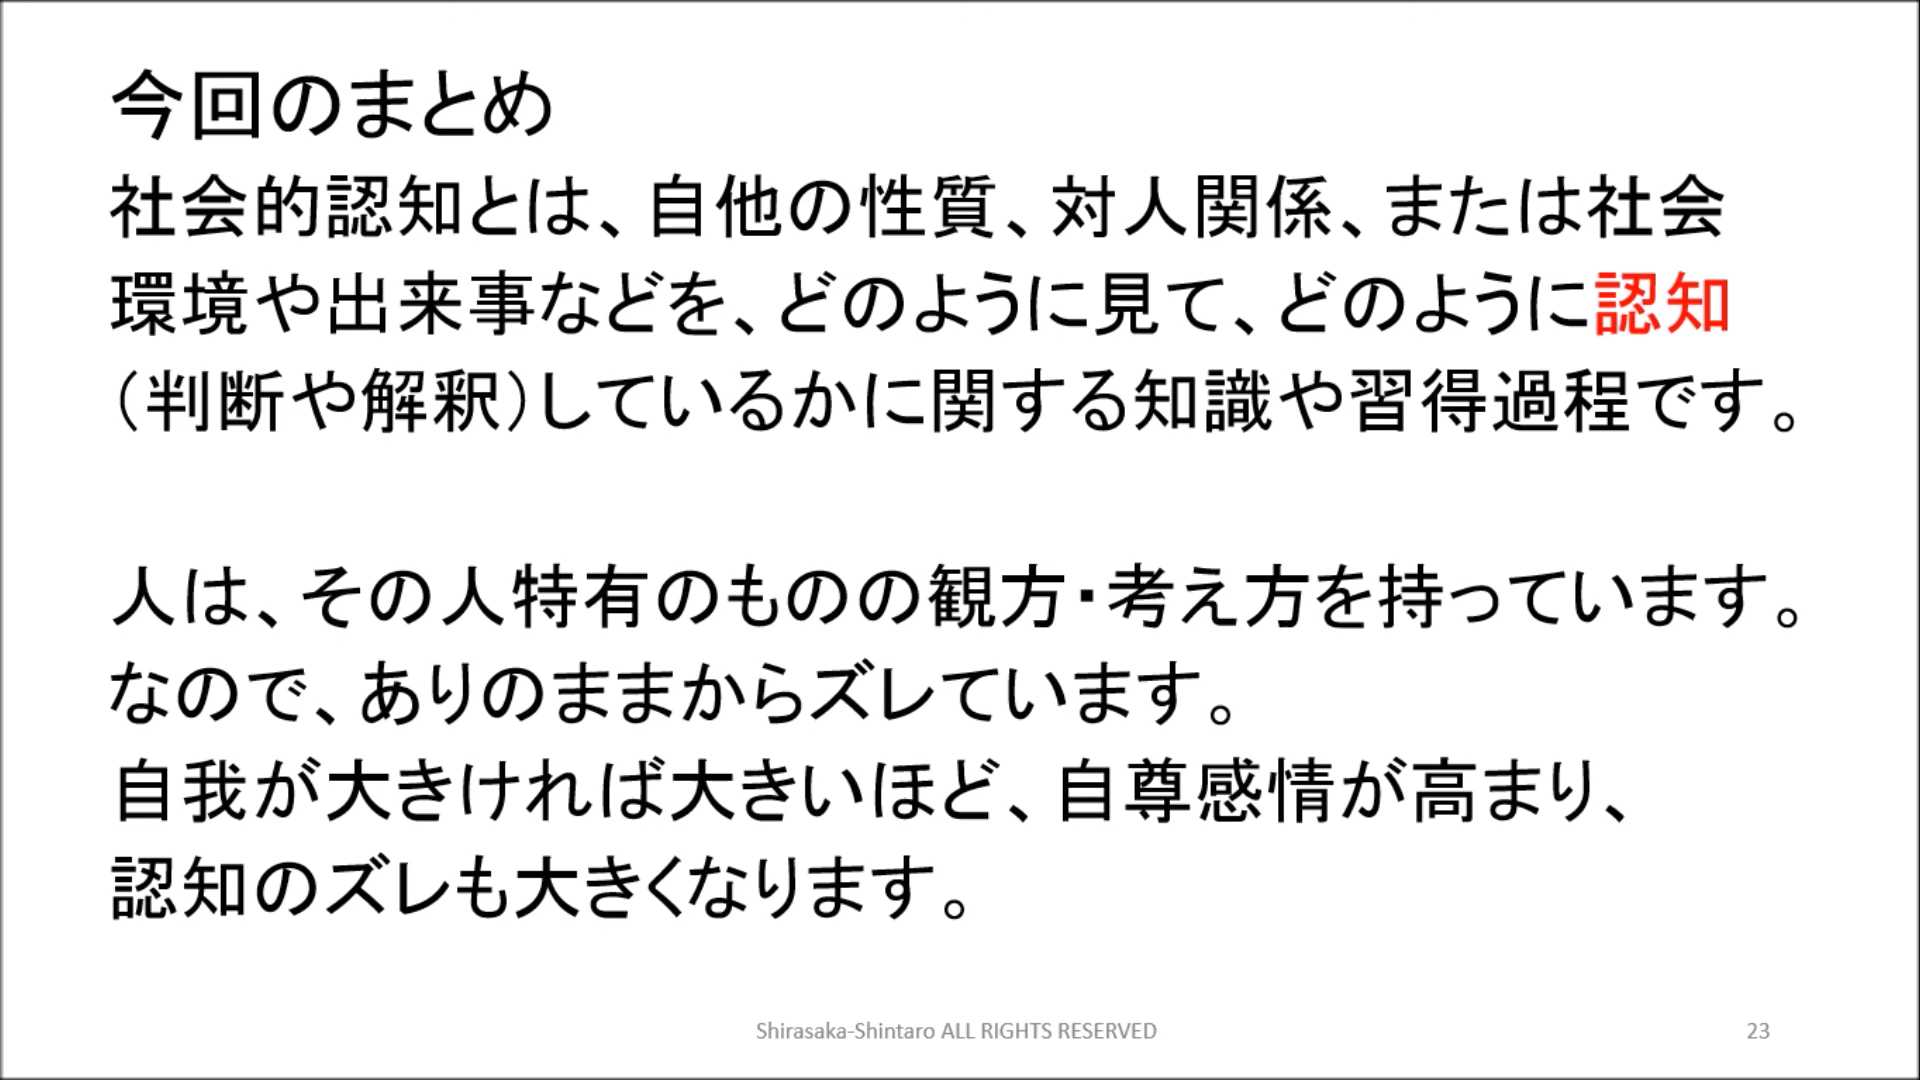 今回のまとめ
社会的認知とは、自他の性質、対人関係、または社会
環境や出来事などを、どのように見て、どのように認知
（判断や解釈）しているかに関する知識や習得過程です。
人は、その人特有のものの観方・考え方を持っています。
なので、ありのままからズレています。
自我が大きければ大きいほど、自尊感情が高まり、
認知のズレも大きくなります。
Shirasaka-Shintaro ALL RIGHTS RESERVED
23